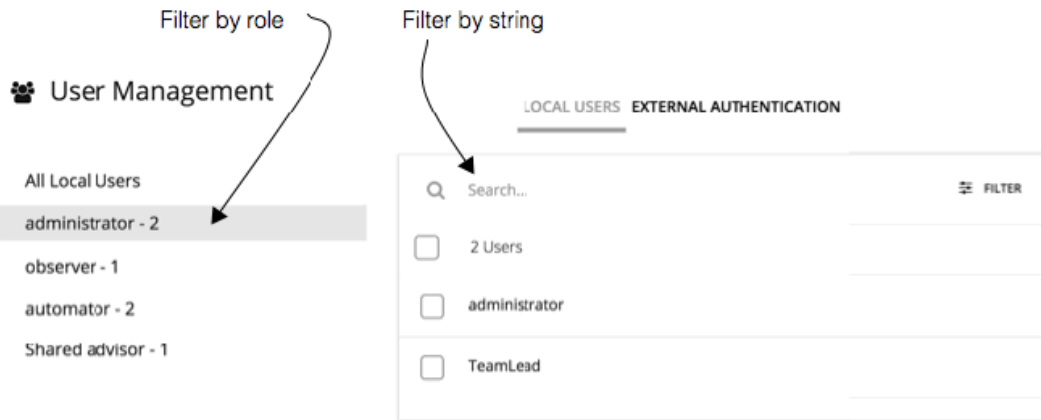 Filter by role
Filter by string
User Management
LOCAL USERS EXTERNAL AUTHENTICATION
All Local Users
administrator - 2
observer - 1
automator - 2
Shared advisor - 1
Search...
FILTER
2 Users
administrator
TeamLead